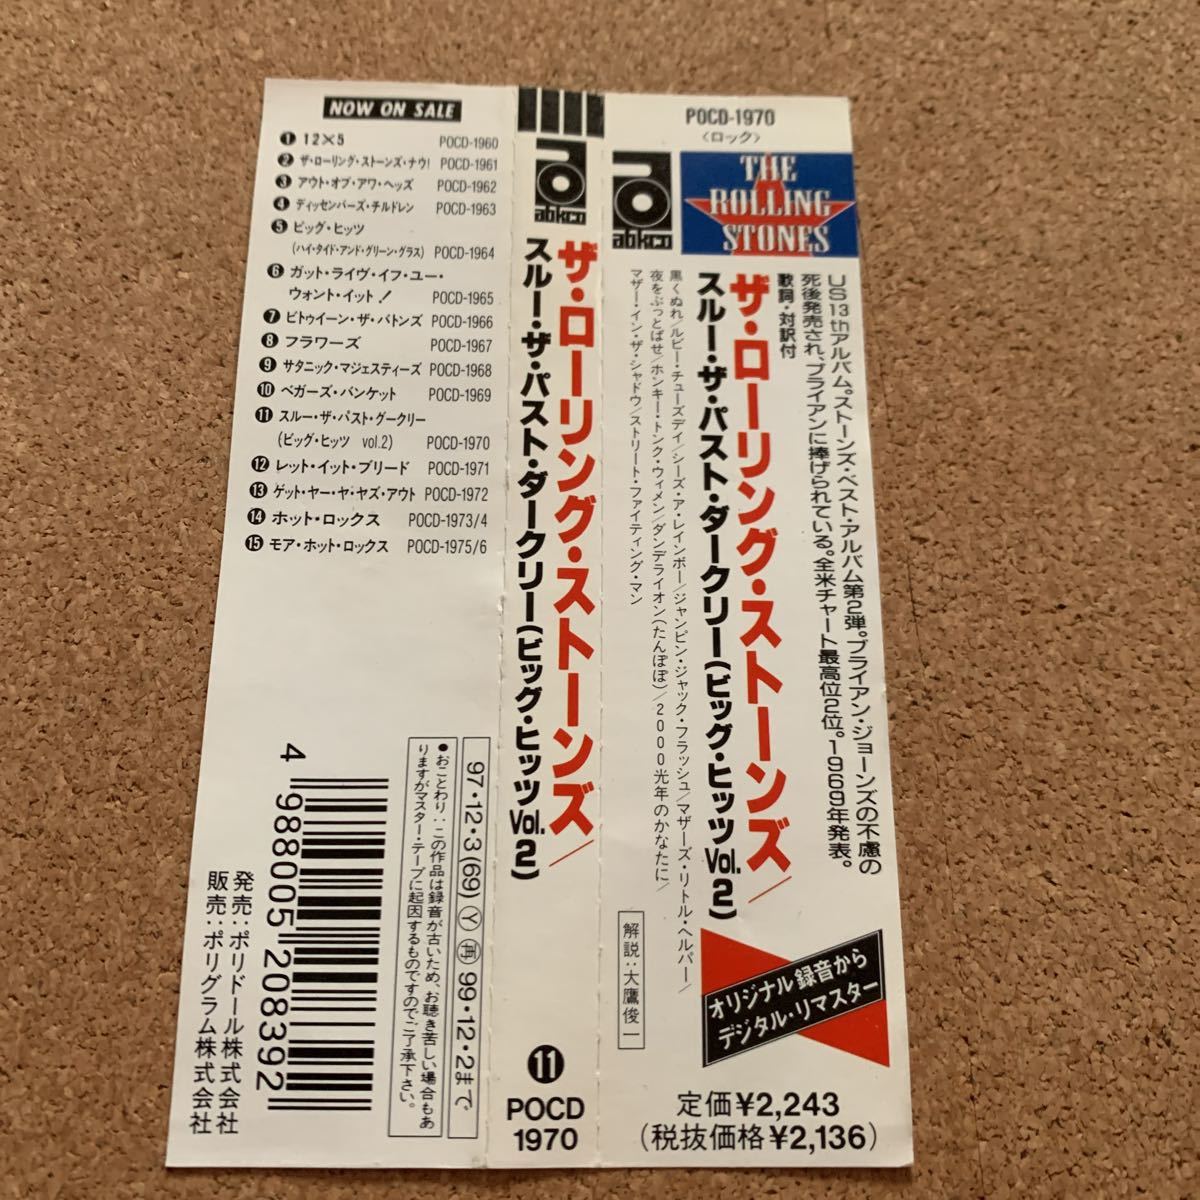 NOW ON SALE
❶ 12×5 POCD-1960
❷ ザ・ローリング・ストーンズ・ナウ! POCD-1961
❸ アウト・オブ・アワ・ヘッズ POCD-1962
❹ ディッセンバーズ・チルドレン POCD-1963
❺ ビッグ・ヒッツ
(ハイ・タイド・アンド・グリーン・グラス) POCD-1964
❻ ガット・ライヴ・イフ・ユー・
ウォント・イット! POCD-1965
❼ ビトゥイーン・ザ・バトンズ POCD-1966
❽ フラワーズ POCD-1967
❾ サタニック・マジェスティーズ POCD-1968
❿ ベガーズ・バンケット POCD-1969
⓫ スルー・ザ・パスト・ダークリー
(ビッグ・ヒッツ vol.2) POCD-1970
⓬ レット・イット・ブリード POCD-1971
⓭ ゲット・ヤー・ヤ・ヤズ・アウト POCD-1972
⓮ ホット・ロックス POCD-1973/4
⓯ モア・ホット・ロックス POCD-1975/6
97・12・3(69)Ⓨ㊢99・12・2まで
●おことわり:この作品は録音が古いため、お聴き苦しい場合もあ
りますがマスター・テープに起因するものですのでご了承下さい。
4 988005 208392
発売:ポリドール株式会社
販売:ポリグラム株式会社
abkco
ザ・ローリング・ストーンズ/
スルー・ザ・パスト・ダークリー(ビッグ・ヒッツVol.2)
⓫
POCD
1970
POCD-1970
〈ロック〉
abkco
THE
ROLLING
STONES
US13thアルバム。ストーンズ・ベスト・アルバム第2弾。ブライアン・ジョーンズの不慮の
死後発売され、ブライアンに捧げられている。全米チャート最高位2位。1969年発表。
歌詞・対訳付
ザ・ローリング・ストーンズ/
スルー・ザ・パスト・ダークリー(ビッグ・ヒッツVol.2)
黒くぬれ/ルビー・チューズデイ/シーズ・ア・レインボー/ジャンピン・ジャック・フラッシュ/マザーズ・リトル・ヘルパー/
夜をぶっとばせ/ホンキー・トンク・ウィメン/ダンデライオン(たんぽぽ)/2000光年のかなたに/
マザー・イン・ザ・シャドウ/ストリート・ファイティング・マン
解説:大鷹俊一
オリジナル録音から
デジタル・リマスター
定価¥2,243
(税抜価格¥2,136)